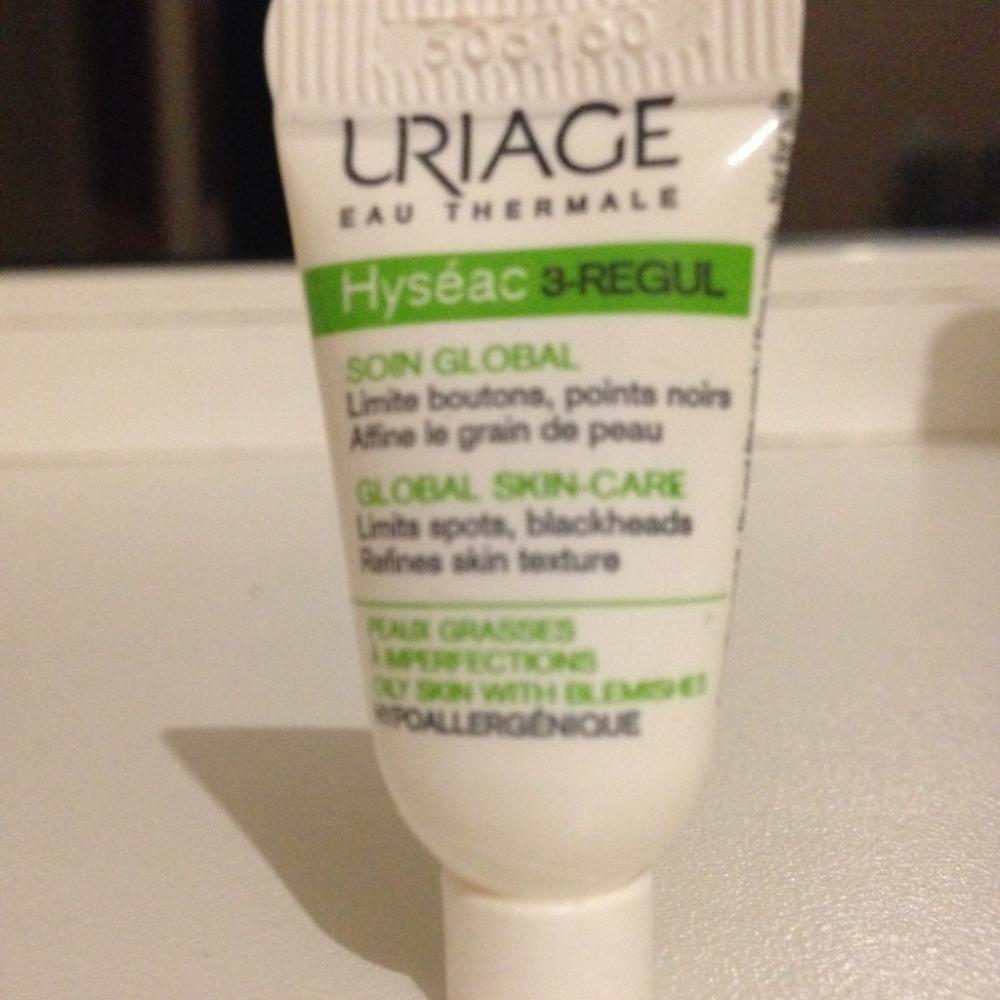 URIAGE
EAU THERMALE
Hyséac 3-REGUL
SOIN GLOBAL
Limite boutons, points noirs
Affine le grain de peau
GLOBAL SKIN-CARE
Limits spots, blackheads
Refines skin texture
PEAUX GRASSES
À IMPERFECTIONS
OILY SKIN WITH BLEMISHES
HYPOALLERGÉNIQUE